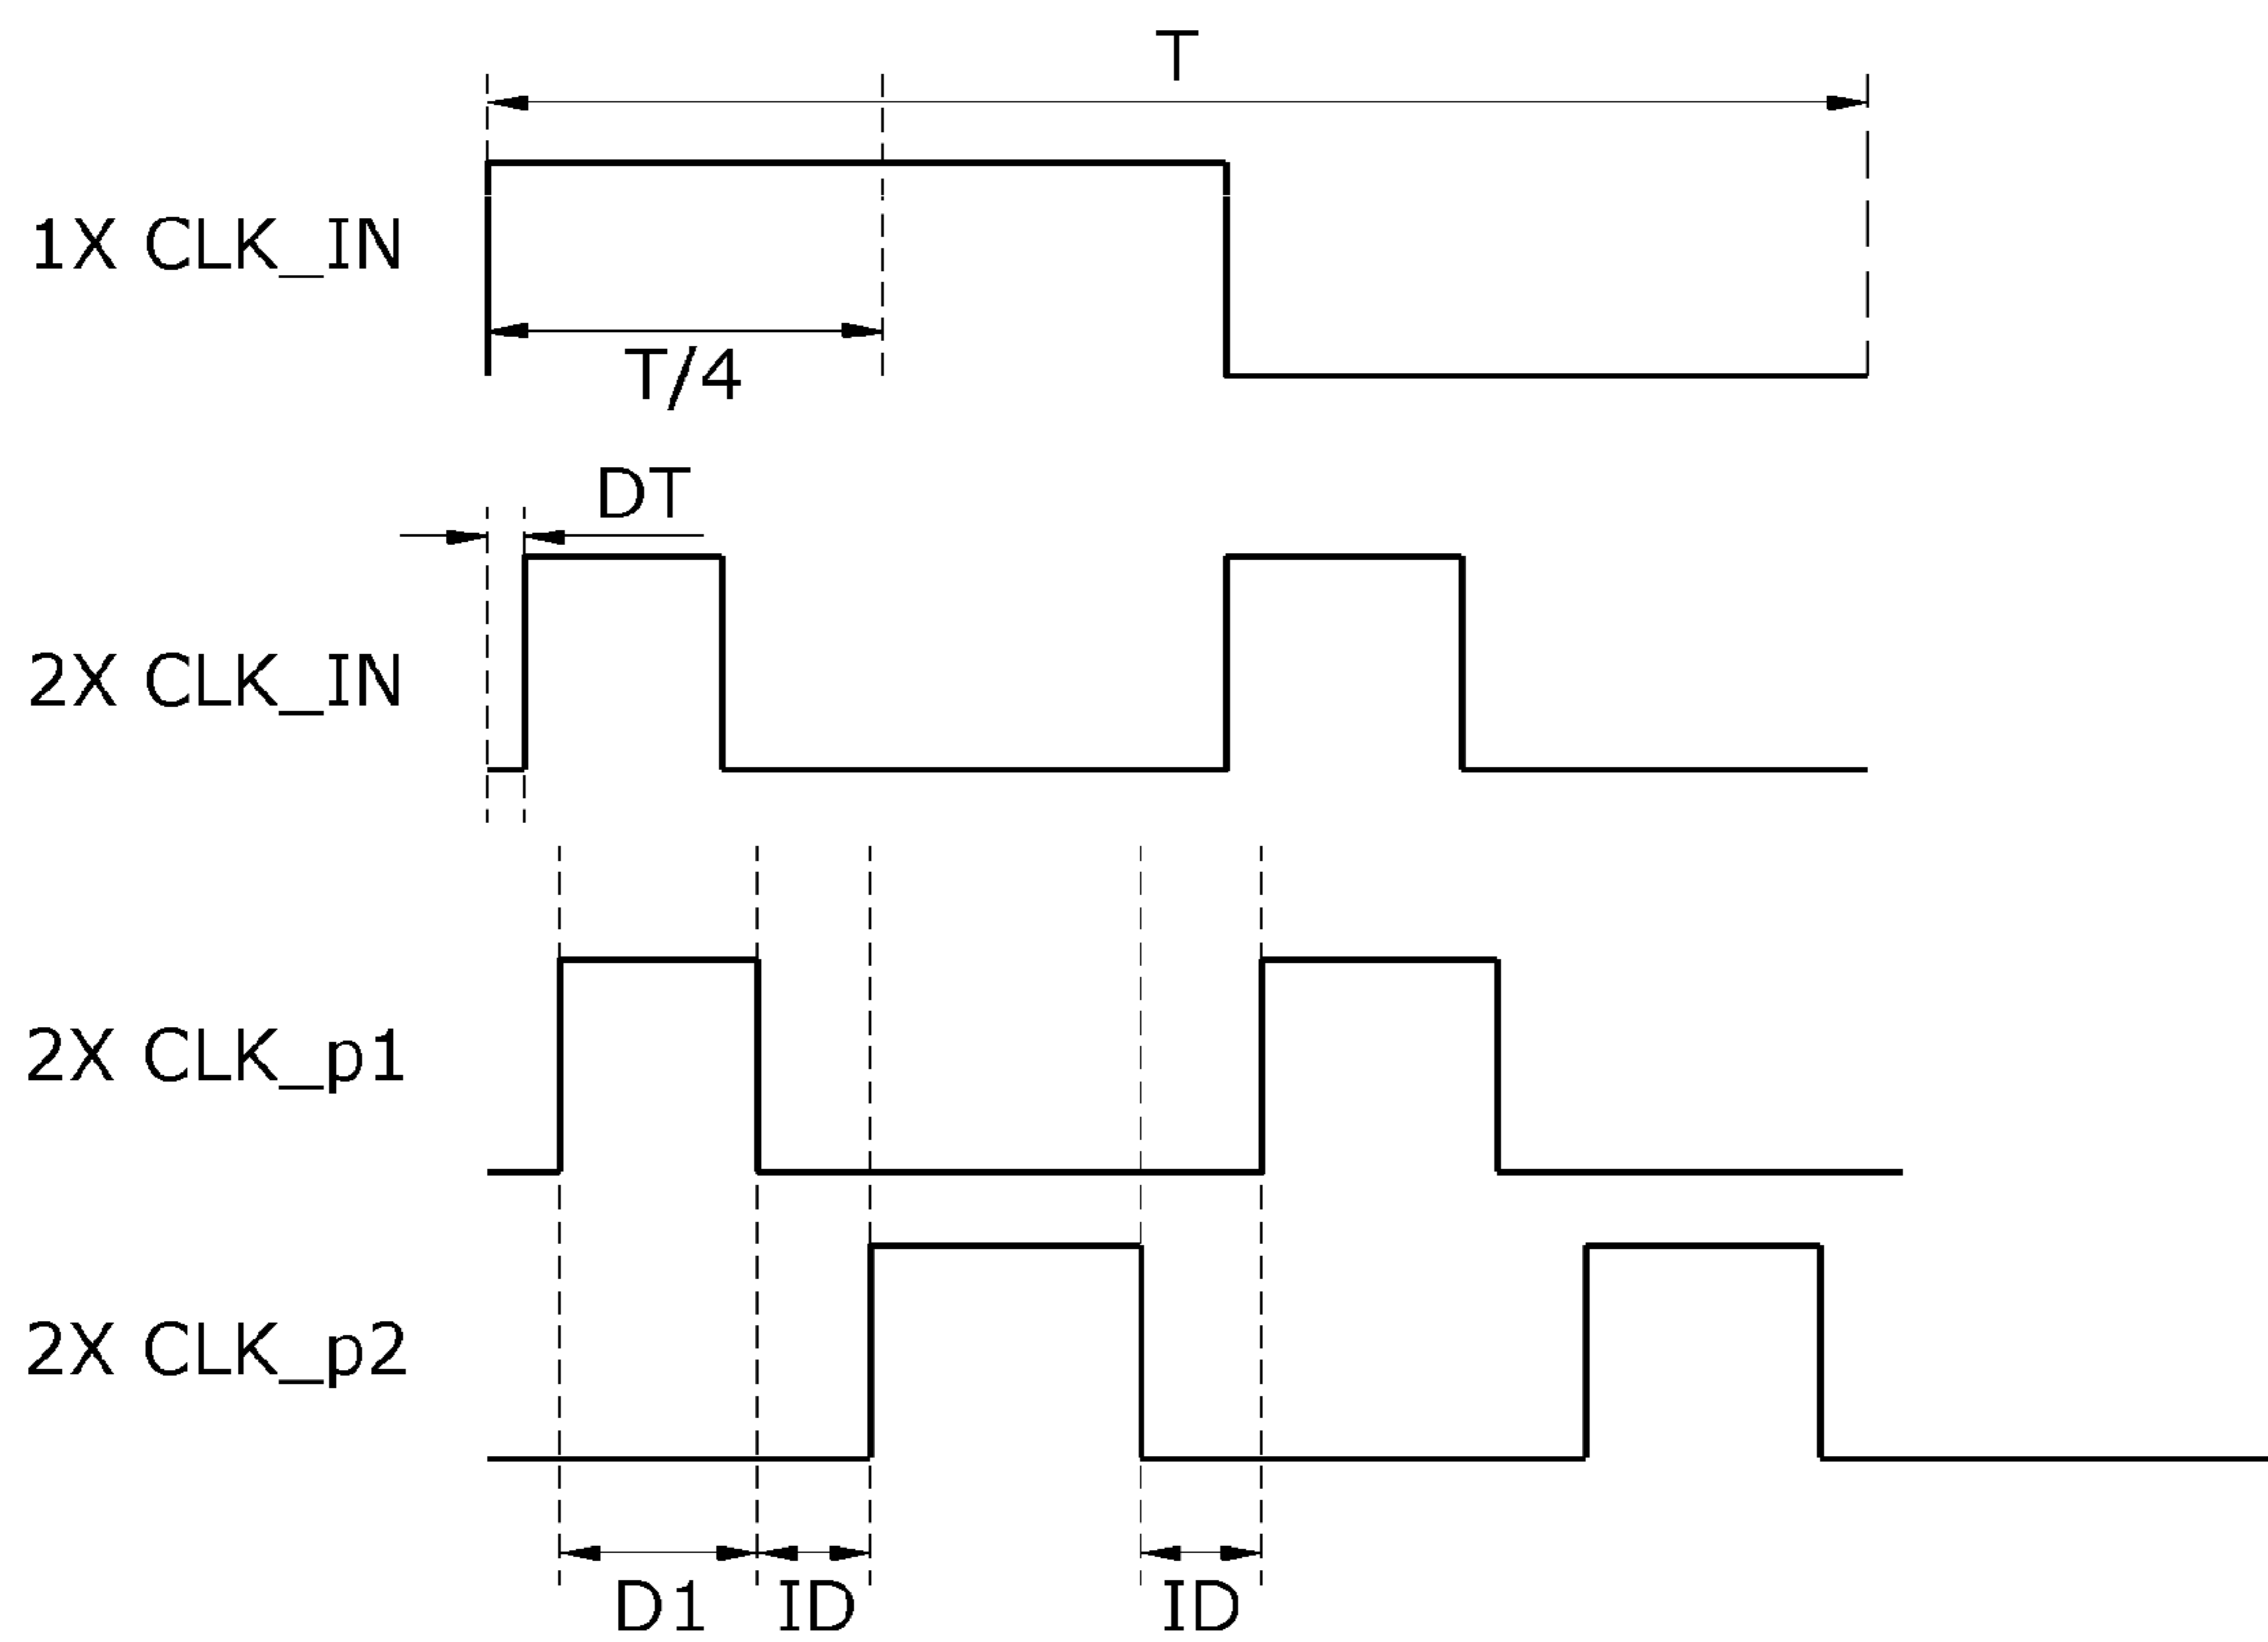 T
1X CLK_IN
T/4
DT
2X CLK_IN
2X CLK_p1
2X CLK_p2
D1 ID ID